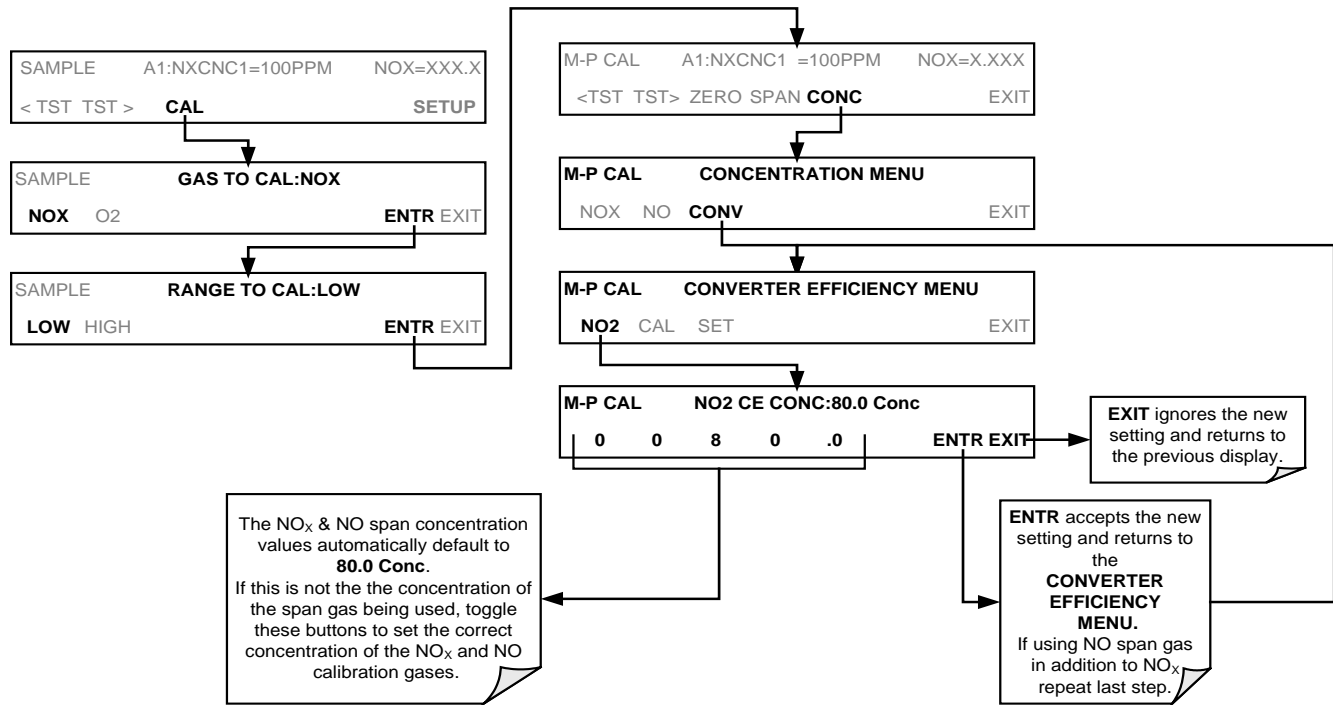 SAMPLE A1:NXCNC1=100PPM NOX=XXX.X
< TST TST > CAL SETUP
SAMPLE GAS TO CAL:NOX
NOX O2 ENTR EXIT
SAMPLE RANGE TO CAL:LOW
LOW HIGH ENTR EXIT
M-P CAL A1:NXCNC1 =100PPM NOX=X.XXX
<TST TST> ZERO SPAN CONC EXIT
M-P CAL CONCENTRATION MENU
NOX NO CONV EXIT
M-P CAL CONVERTER EFFICIENCY MENU
NO2 CAL SET EXIT
M-P CAL NO2 CE CONC:80.0 Conc
0 0 8 0 .0 ENTR EXIT
EXIT ignores the new
setting and returns to
the previous display.
The NOX & NO span concentration
values automatically default to
80.0 Conc.
If this is not the the concentration of
the span gas being used, toggle
these buttons to set the correct
concentration of the NOX and NO
calibration gases.
ENTR accepts the new
setting and returns to
the
CONVERTER
EFFICIENCY
MENU.
If using NO span gas
in addition to NOX
repeat last step.